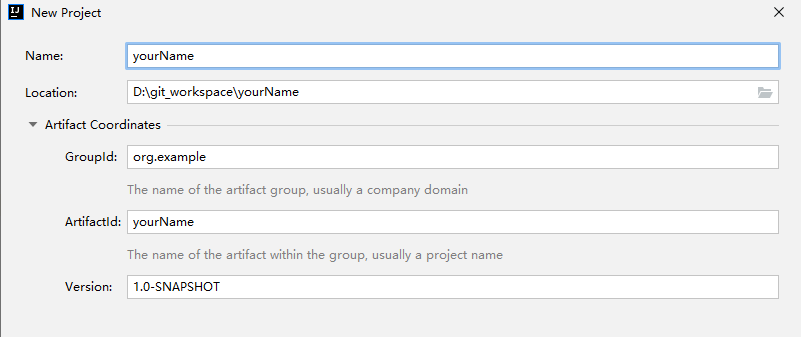 IJ New Project
Name: yourName
Location: D:\git_workspace\yourName
Artifact Coordinates
GroupId: org.example
The name of the artifact group, usually a company domain
ArtifactId: yourName
The name of the artifact within the group, usually a project name
Version: 1.0-SNAPSHOT